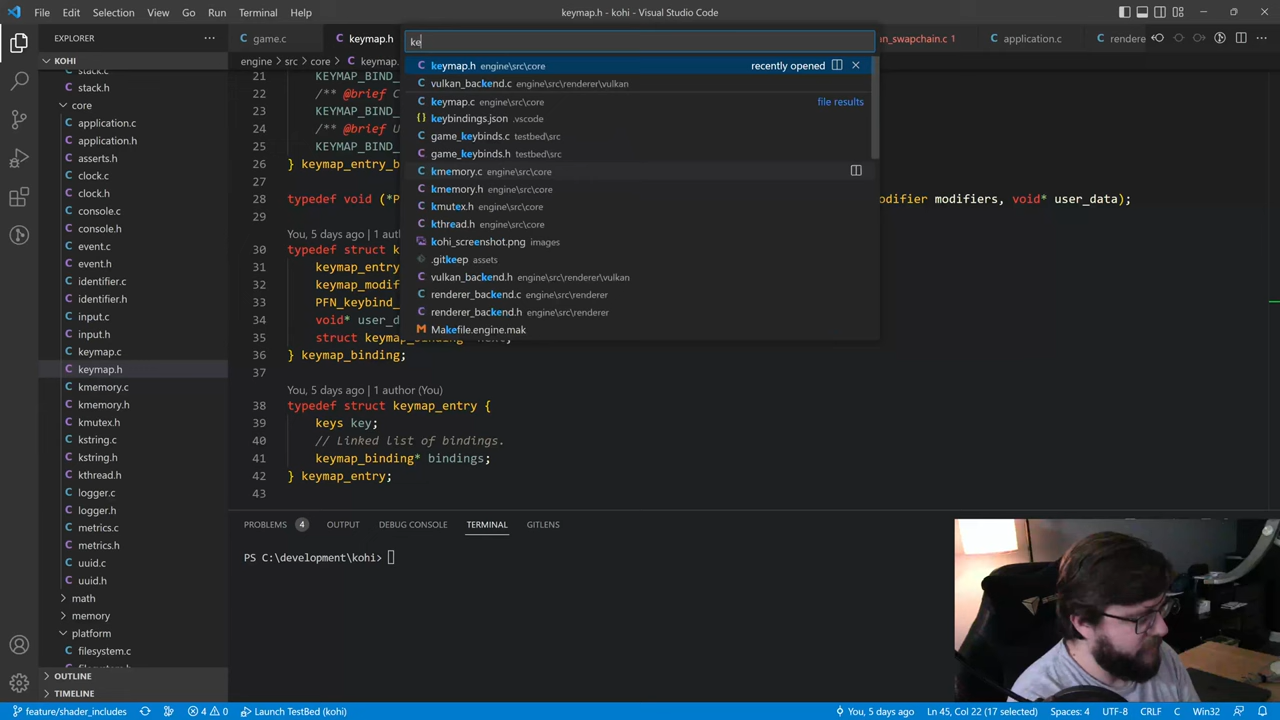 File Edit Selection View Go Run Terminal Help
keymap.h - kohi - Visual Studio Code
EXPLORER
KOHI
stack.c
stack.h
core
application.c
application.h
asserts.h
clock.c
clock.h
console.c
console.h
event.c
event.h
identifier.c
identifier.h
input.c
input.h
keymap.c
keymap.h
kmemory.c
kmemory.h
kmutex.h
kstring.c
kstring.h
kthread.h
logger.c
logger.h
metrics.c
metrics.h
uuid.c
uuid.h
math
memory
platform
filesystem.c
OUTLINE
TIMELINE
game.c
keymap.h
n_swapchain.c 1
application.c
rendere
engine > src > core > keymap.
ke
keymap.h engine\src\core recently opened
vulkan_backend.c engine\src\renderer\vulkan
keymap.c engine\src\core file results
keybindings.json .vscode
game_keybinds.c testbed\src
game_keybinds.h testbed\src
kmemory.c engine\src\core
kmemory.h engine\src\core
kmutex.h engine\src\core
kthread.h engine\src\core
kohi_screenshot.png images
.gitkeep assets
vulkan_backend.h engine\src\renderer\vulkan
renderer_backend.c engine\src\renderer
renderer_backend.h engine\src\renderer
Makefile.engine.mak
21 KEYMAP_BIND_
22 /** @brief C
23 KEYMAP_BIND_
24 /** @brief U
25 KEYMAP_BIND_
26 } keymap_entry_b
27
28 typedef void (*P odifier modifiers, void* user_data);
29
You, 5 days ago | 1 auth
30 typedef struct k
31 keymap_entry
32 keymap_modif
33 PFN_keybind_
34 void* user_d
35 struct keymap_binding* next;
36 } keymap_binding;
37
You, 5 days ago | 1 author (You)
38 typedef struct keymap_entry {
39 keys key;
40 // Linked list of bindings.
41 keymap_binding* bindings;
42 } keymap_entry;
43
PROBLEMS 4 OUTPUT DEBUG CONSOLE TERMINAL GITLENS
PS C:\development\kohi>
feature/shader_includes 4 0 Launch TestBed (kohi)
You, 5 days ago Ln 45, Col 22 (17 selected) Spaces: 4 UTF-8 CRLF C Win32